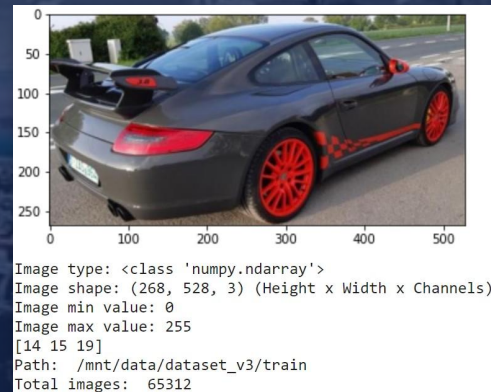 0
50
100
150
200
250
0 100 200 300 400 500
Image type: <class 'numpy.ndarray'>
Image shape: (268, 528, 3) (Height x Width x Channels)
Image min value: 0
Image max value: 255
[14 15 19]
Path:  /mnt/data/dataset_v3/train
Total images:  65312